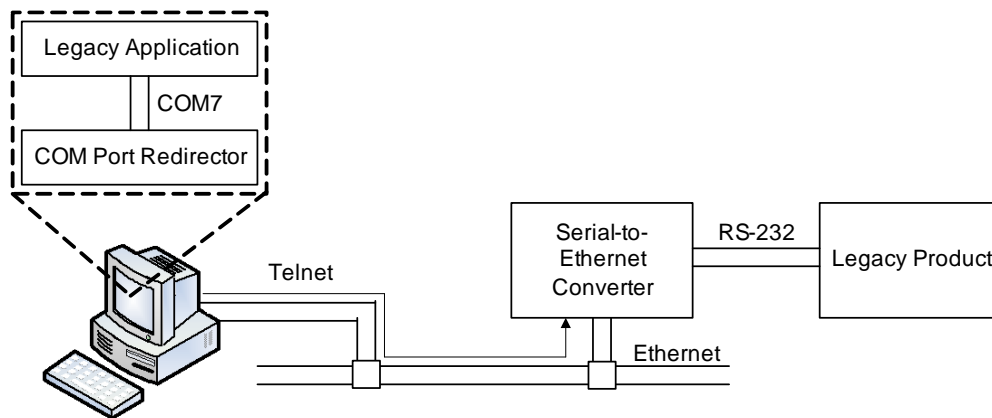 Legacy Application
COM7
COM Port Redirector
Telnet
Serial-to-
Ethernet
Converter
RS-232
Legacy Product
Ethernet